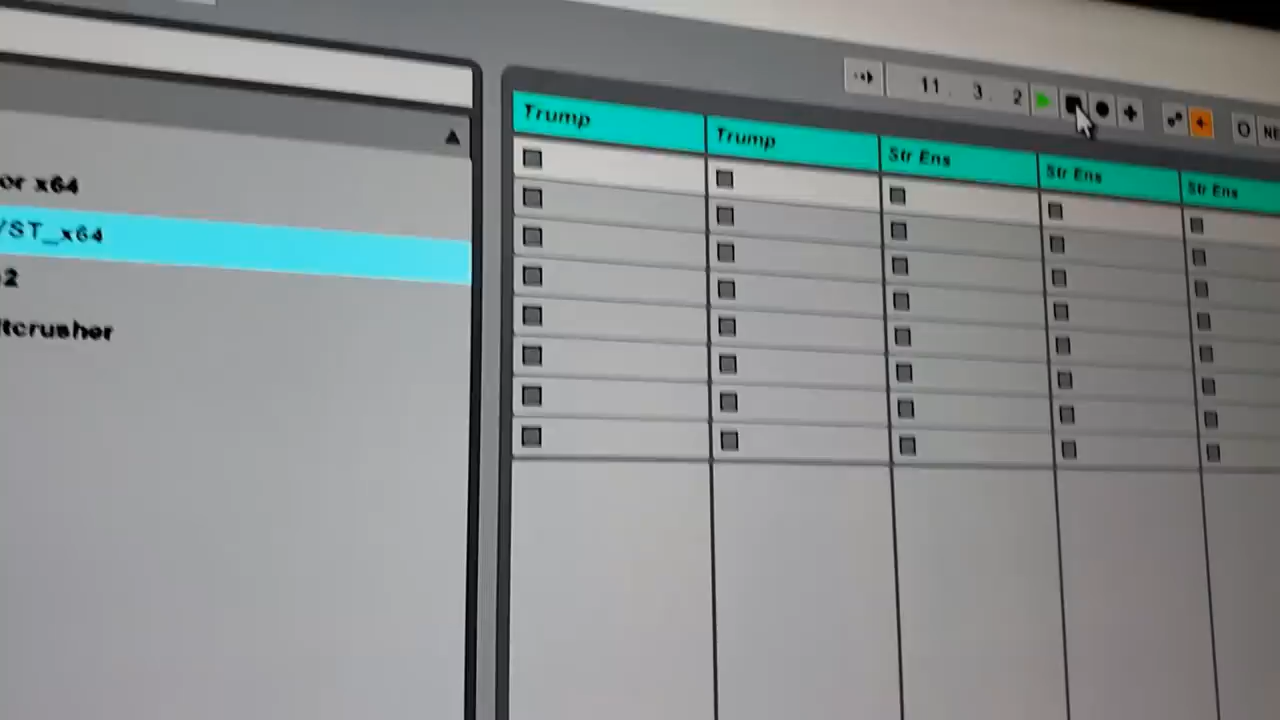 11. 3. 2
Trump
Trump
Str Ens
Str Ens
Str Ens
or x64
ST_x64
2
tcrusher